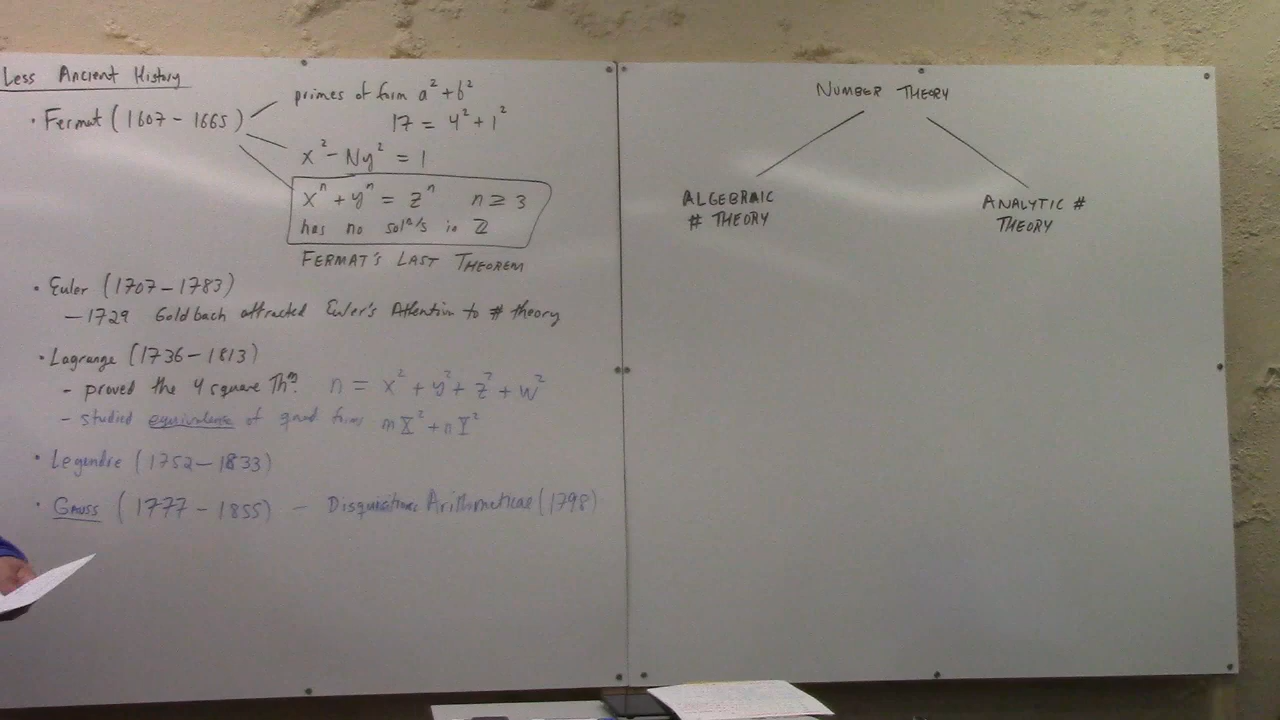 Less Ancient History
· Fermat (1607 - 1665)
primes of form a² + b²
17 = 4² + 1²
x² - Ny² = 1
xⁿ + yⁿ = zⁿ n ≥ 3
has no solⁿ's in ℤ
FERMAT'S LAST THEOREM
· Euler (1707 - 1783)
- 1729 Goldbach attracted Euler's Attention to # theory
· Lagrange (1736 - 1813)
- proved the 4 square Thᵐ. n = x² + y² + z² + w²
- studied equivalence of quad forms mX² + nY²
· Legendre (1752 - 1833)
· Gauss (1777 - 1855) - Disquisitiones Arithmeticae (1798)
NUMBER THEORY
ALGEBRAIC
# THEORY
ANALYTIC #
THEORY